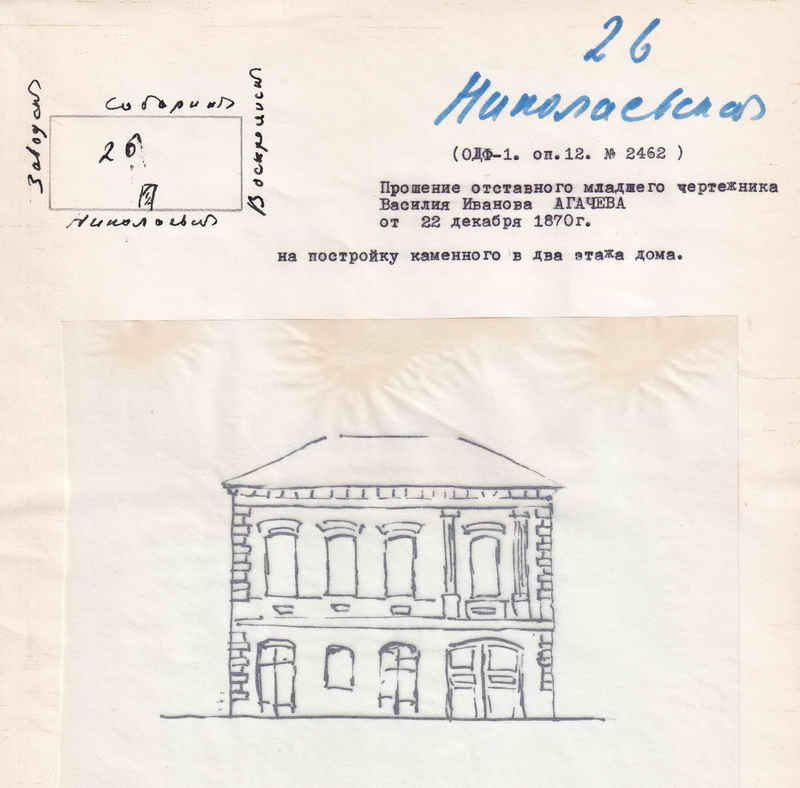 26
Николаевская
Соборная
Заводская
Воскресенская
26
Николаевская
(ОДФ-1. оп.12. № 2462 )
Прошение отставного младшего чертежника
Василия Иванова АГАЧЕВА
от 22 декабря 1870г.
на постройку каменного в два этажа дома.